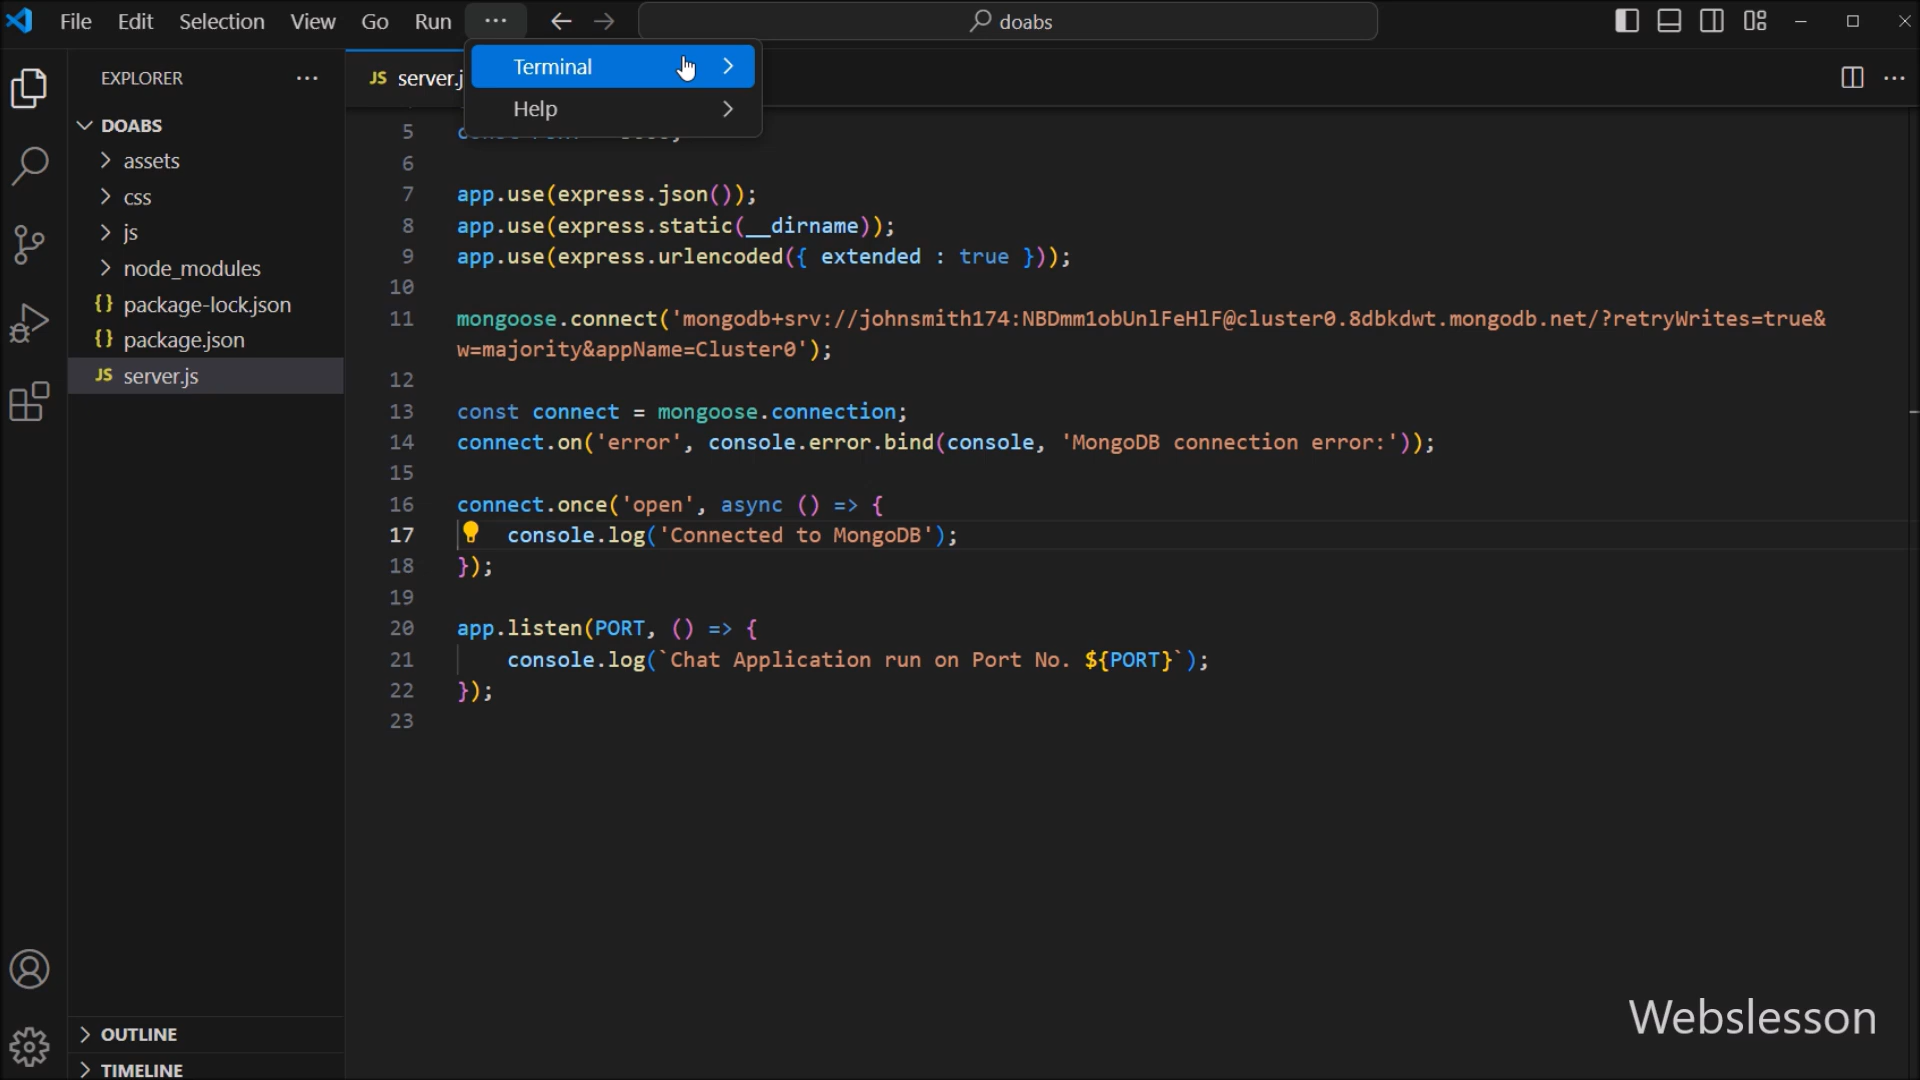 File Edit Selection View Go Run ··· doabs
Terminal
Help
EXPLORER ···
JS server.j
DOABS
assets
css
js
node_modules
{} package-lock.json
{} package.json
JS server.js
5
6
7 app.use(express.json());
8 app.use(express.static(__dirname));
9 app.use(express.urlencoded({ extended : true }));
10
11 mongoose.connect('mongodb+srv://johnsmith174:NBDmm1obUnlFeHlF@cluster0.8dbkdwt.mongodb.net/?retryWrites=true&
w=majority&appName=Cluster0');
12
13 const connect = mongoose.connection;
14 connect.on('error', console.error.bind(console, 'MongoDB connection error:'));
15
16 connect.once('open', async () => {
17 console.log('Connected to MongoDB');
18 });
19
20 app.listen(PORT, () => {
21 console.log(`Chat Application run on Port No. ${PORT}`);
22 });
23
OUTLINE
TIMELINE
Webslesson